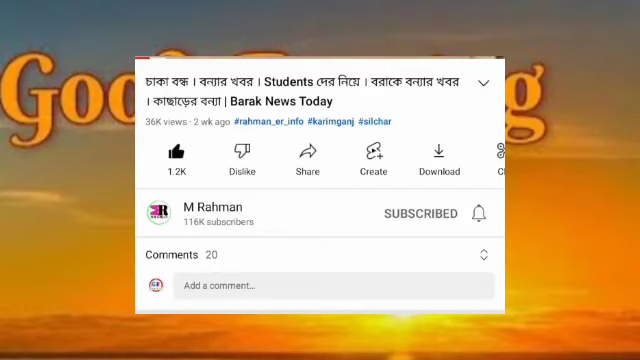 Good
g
চাকা বন্ধ । বন্যার খবর । Students দের নিয়ে । বরাকে বন্যার খবর
। কাছাড়ের বন্যা | Barak News Today
36K views · 2 wk ago #rahman_er_info #karimganj #silchar
1.2K Dislike Share Create Download
M Rahman
116K subscribers
SUBSCRIBED
Comments 20
Add a comment...